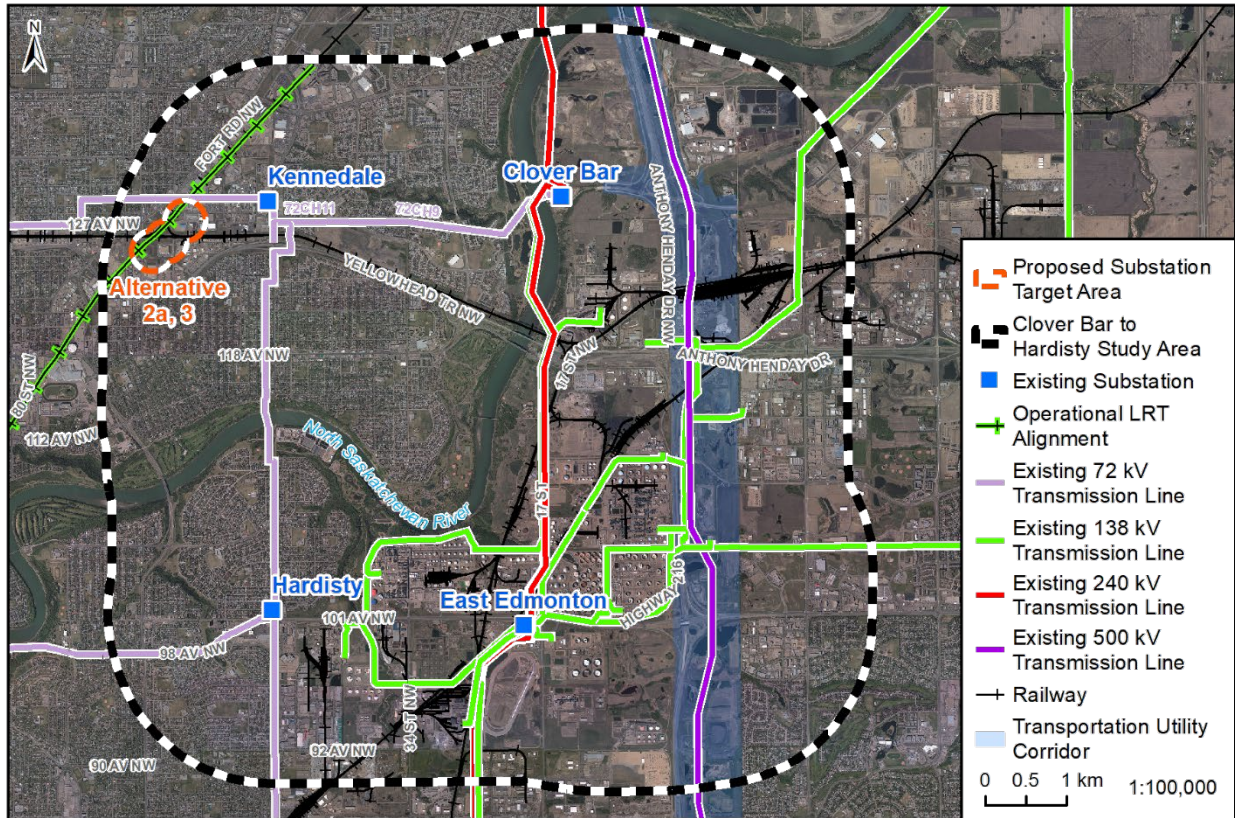 N
FORT RD NW
Kennedale
Clover Bar
72CH11
72CH9
127 AV NW
ANTHONY HENDAY DR NW
Alternative
2a, 3
YELLOWHEAD TR NW
118 AV NW
17 ST NW
ANTHONY HENDAY DR
80 ST NW
112 AV NW
North Saskatchewan River
17 ST
Hardisty
East Edmonton
101 AV NW
HIGHWAY 216
98 AV NW
34 ST NW
92 AV NW
90 AV NW
Proposed Substation
Target Area
Clover Bar to
Hardisty Study Area
Existing Substation
Operational LRT
Alignment
Existing 72 kV
Transmission Line
Existing 138 kV
Transmission Line
Existing 240 kV
Transmission Line
Existing 500 kV
Transmission Line
Railway
Transportation Utility
Corridor
0 0.5 1 km
1:100,000